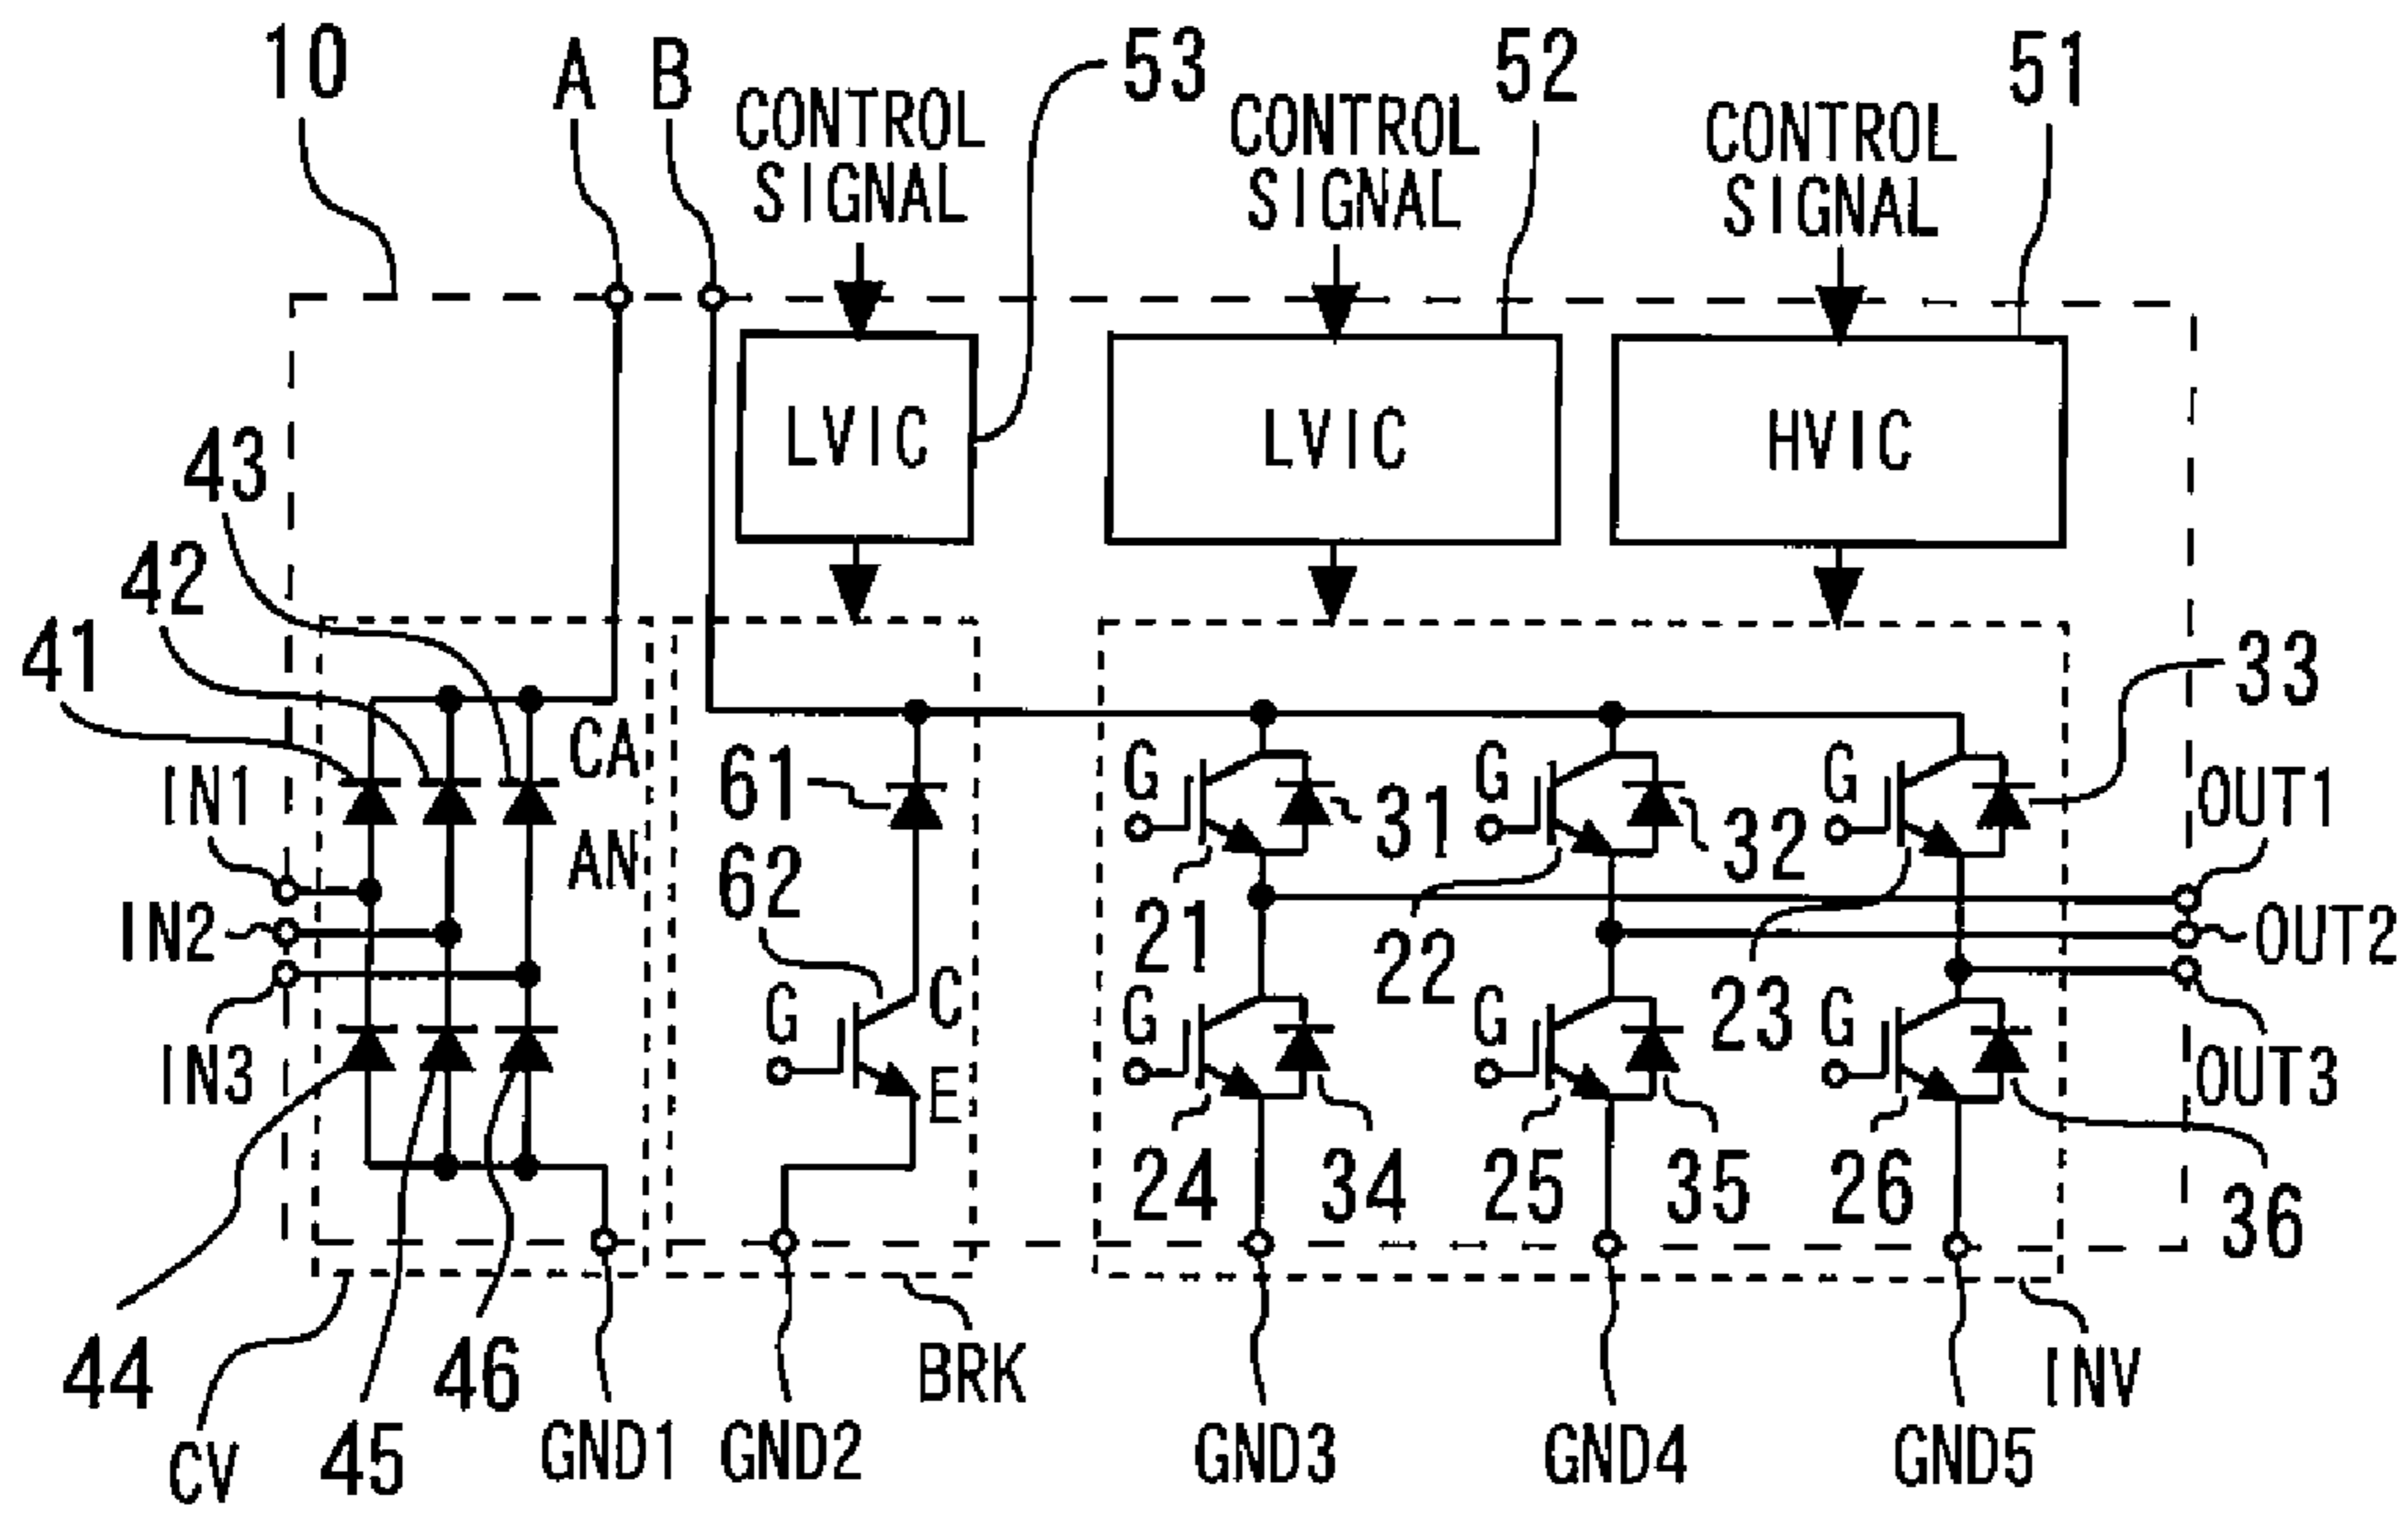 10
A
B
CONTROL
SIGNAL
53
CONTROL
SIGNAL
52
CONTROL
SIGNAL
51
LVIC
LVIC
HVIC
43
42
41
33
CA
AN
IN1
IN2
IN3
61
62
G
C
E
G
31
21
G
32
22
G
23
OUT1
OUT2
OUT3
G
24
34
G
25
35
G
26
36
44
CV
45
46
GND1
GND2
BRK
GND3
GND4
GND5
INV